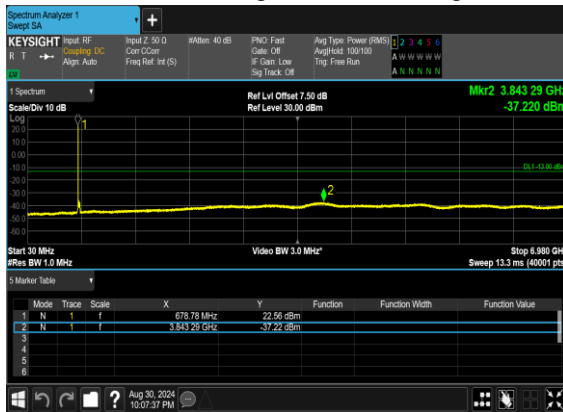 Spectrum Analyzer 1
Swept SA
+
KEYSIGHT Input: RF Input Z: 50 Ω #Atten: 40 dB PNO: Fast Avg Type: Power (RMS) 1 2 3 4 5 6
R T Coupling: DC Corr CCorr Gate: Off Avg|Hold: 100/100 A W W W W W
Align: Auto Freq Ref: Int (S) IF Gain: Low Trig: Free Run
LXI Sig Track: Off A N N N N N
1 Spectrum Ref Lvl Offset 7.50 dB Mkr2 3.843 29 GHz
Scale/Div 10 dB Ref Level 30.00 dBm -37.220 dBm
Log 1
20.0
10.0
0.00
-10.0 DL1 -13.00 dB
-20.0
-30.0 2
-40.0
-50.0
-60.0
Start 30 MHz Video BW 3.0 MHz* Stop 6.980 GH
#Res BW 1.0 MHz Sweep 13.3 ms (40001 pts
5 Marker Table
Mode Trace Scale X Y Function Function Width Function Value
1 N 1 f 678.78 MHz 22.56 dBm
2 N 1 f 3.843 29 GHz -37.22 dBm
3
4
5
6
? Aug 30, 2024
10:07:37 PM